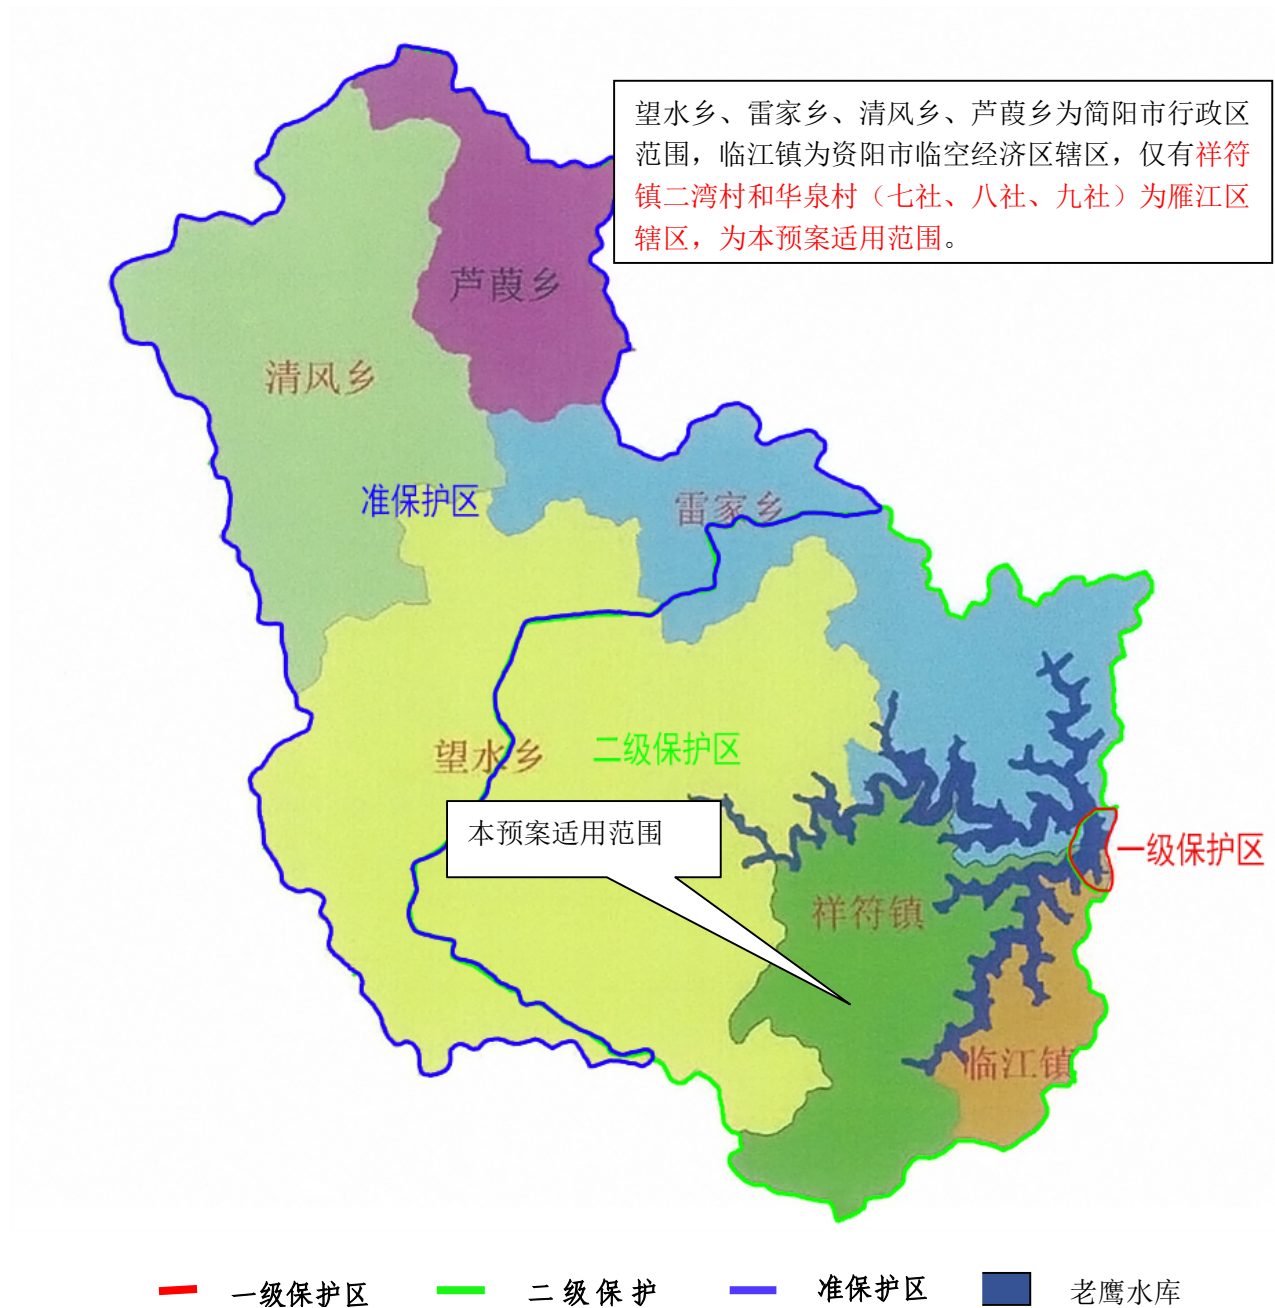 望水乡、雷家乡、清风乡、芦葭乡为简阳市行政区
范围，临江镇为资阳市临空经济区辖区，仅有祥符
镇二湾村和华泉村（七社、八社、九社）为雁江区
辖区，为本预案适用范围。
芦葭乡
清风乡
准保护区
雷家乡
望水乡
二级保护区
本预案适用范围
一级保护区
祥符镇
临江镇
一级保护区
二级保护
准保护区
老鹰水库